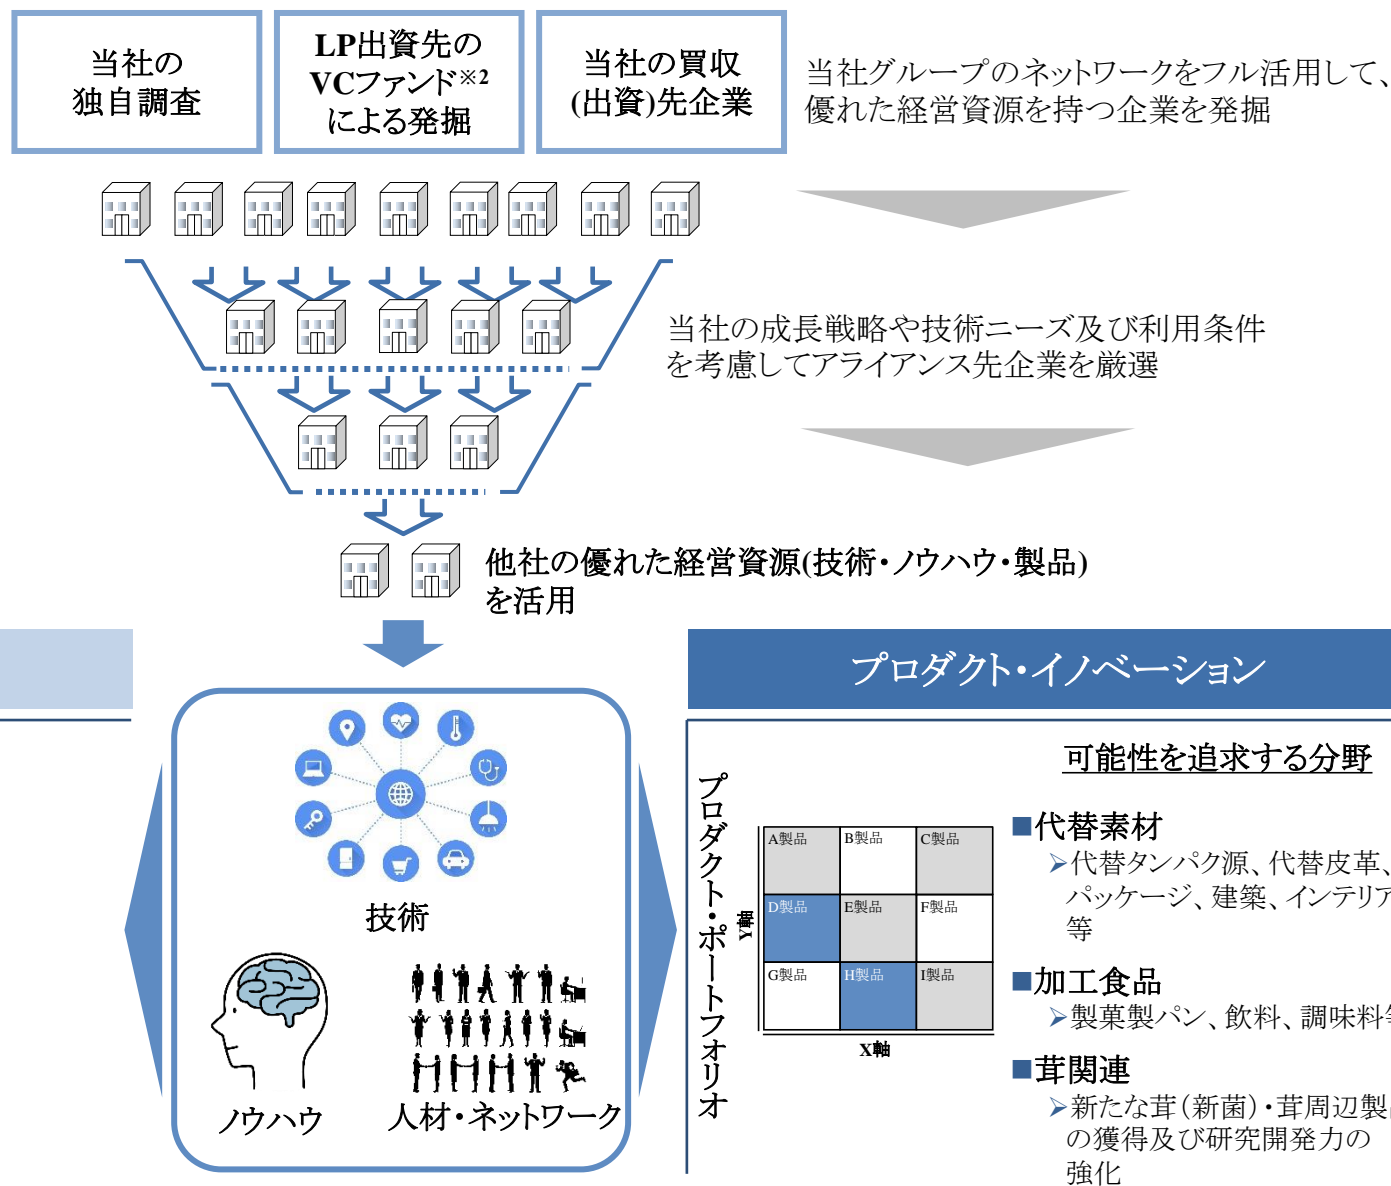 当社の
独自調査
LP出資先の
VCファンド※2
による発掘
当社の買収
(出資)先企業
当社グループのネットワークをフル活用して、
優れた経営資源を持つ企業を発掘
当社の成長戦略や技術ニーズ及び利用条件
を考慮してアライアンス先企業を厳選
他社の優れた経営資源(技術・ノウハウ・製品)
を活用
技術
ノウハウ
人材・ネットワーク
プロダクト・イノベーション
プロダクト・ポートフォリオ
Y軸
A製品
B製品
C製品
D製品
E製品
F製品
G製品
H製品
I製品
X軸
可能性を追求する分野
■代替素材
➢代替タンパク源、代替皮革、
パッケージ、建築、インテリア
等
■加工食品
➢製菓製パン、飲料、調味料等
■茸関連
➢新たな茸(新菌)・茸周辺製品
の獲得及び研究開発力の
強化